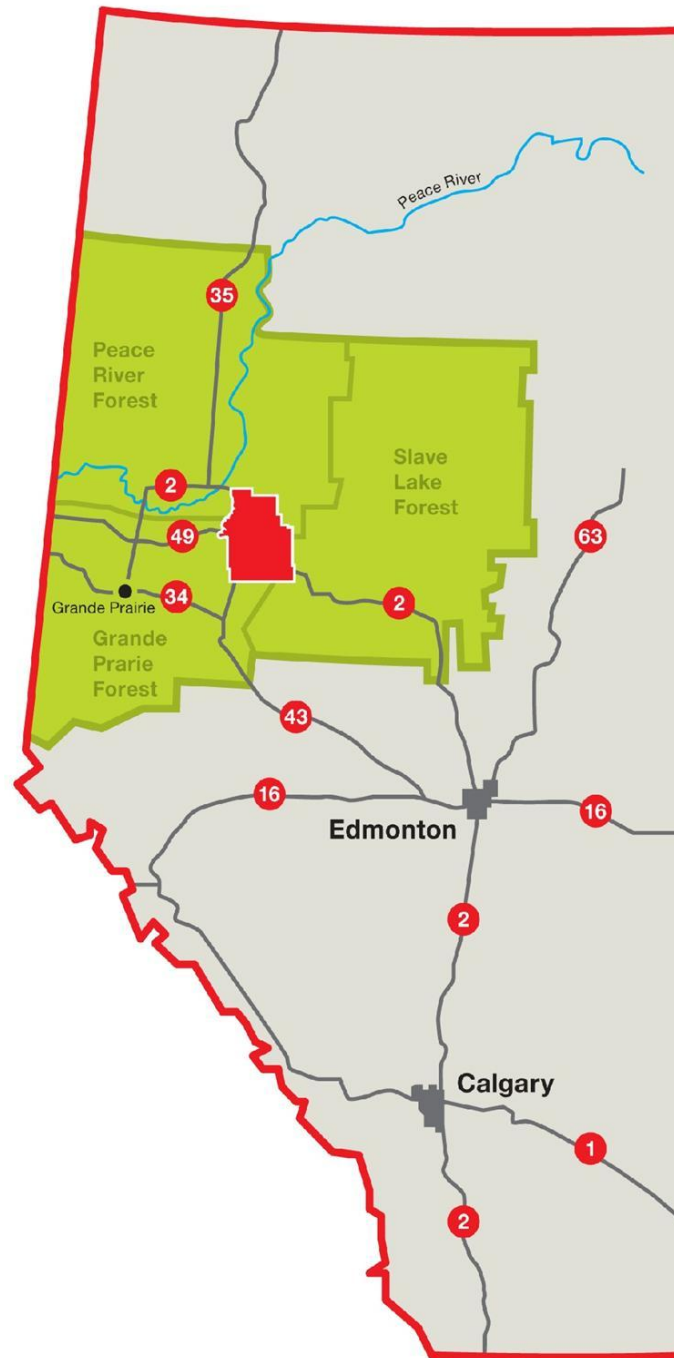 Peace River
35
Peace
River
Forest
Slave
Lake
Forest
2
49
63
34
2
Grande Prairie
Grande
Prarie
Forest
43
16
16
Edmonton
2
Calgary
1
2